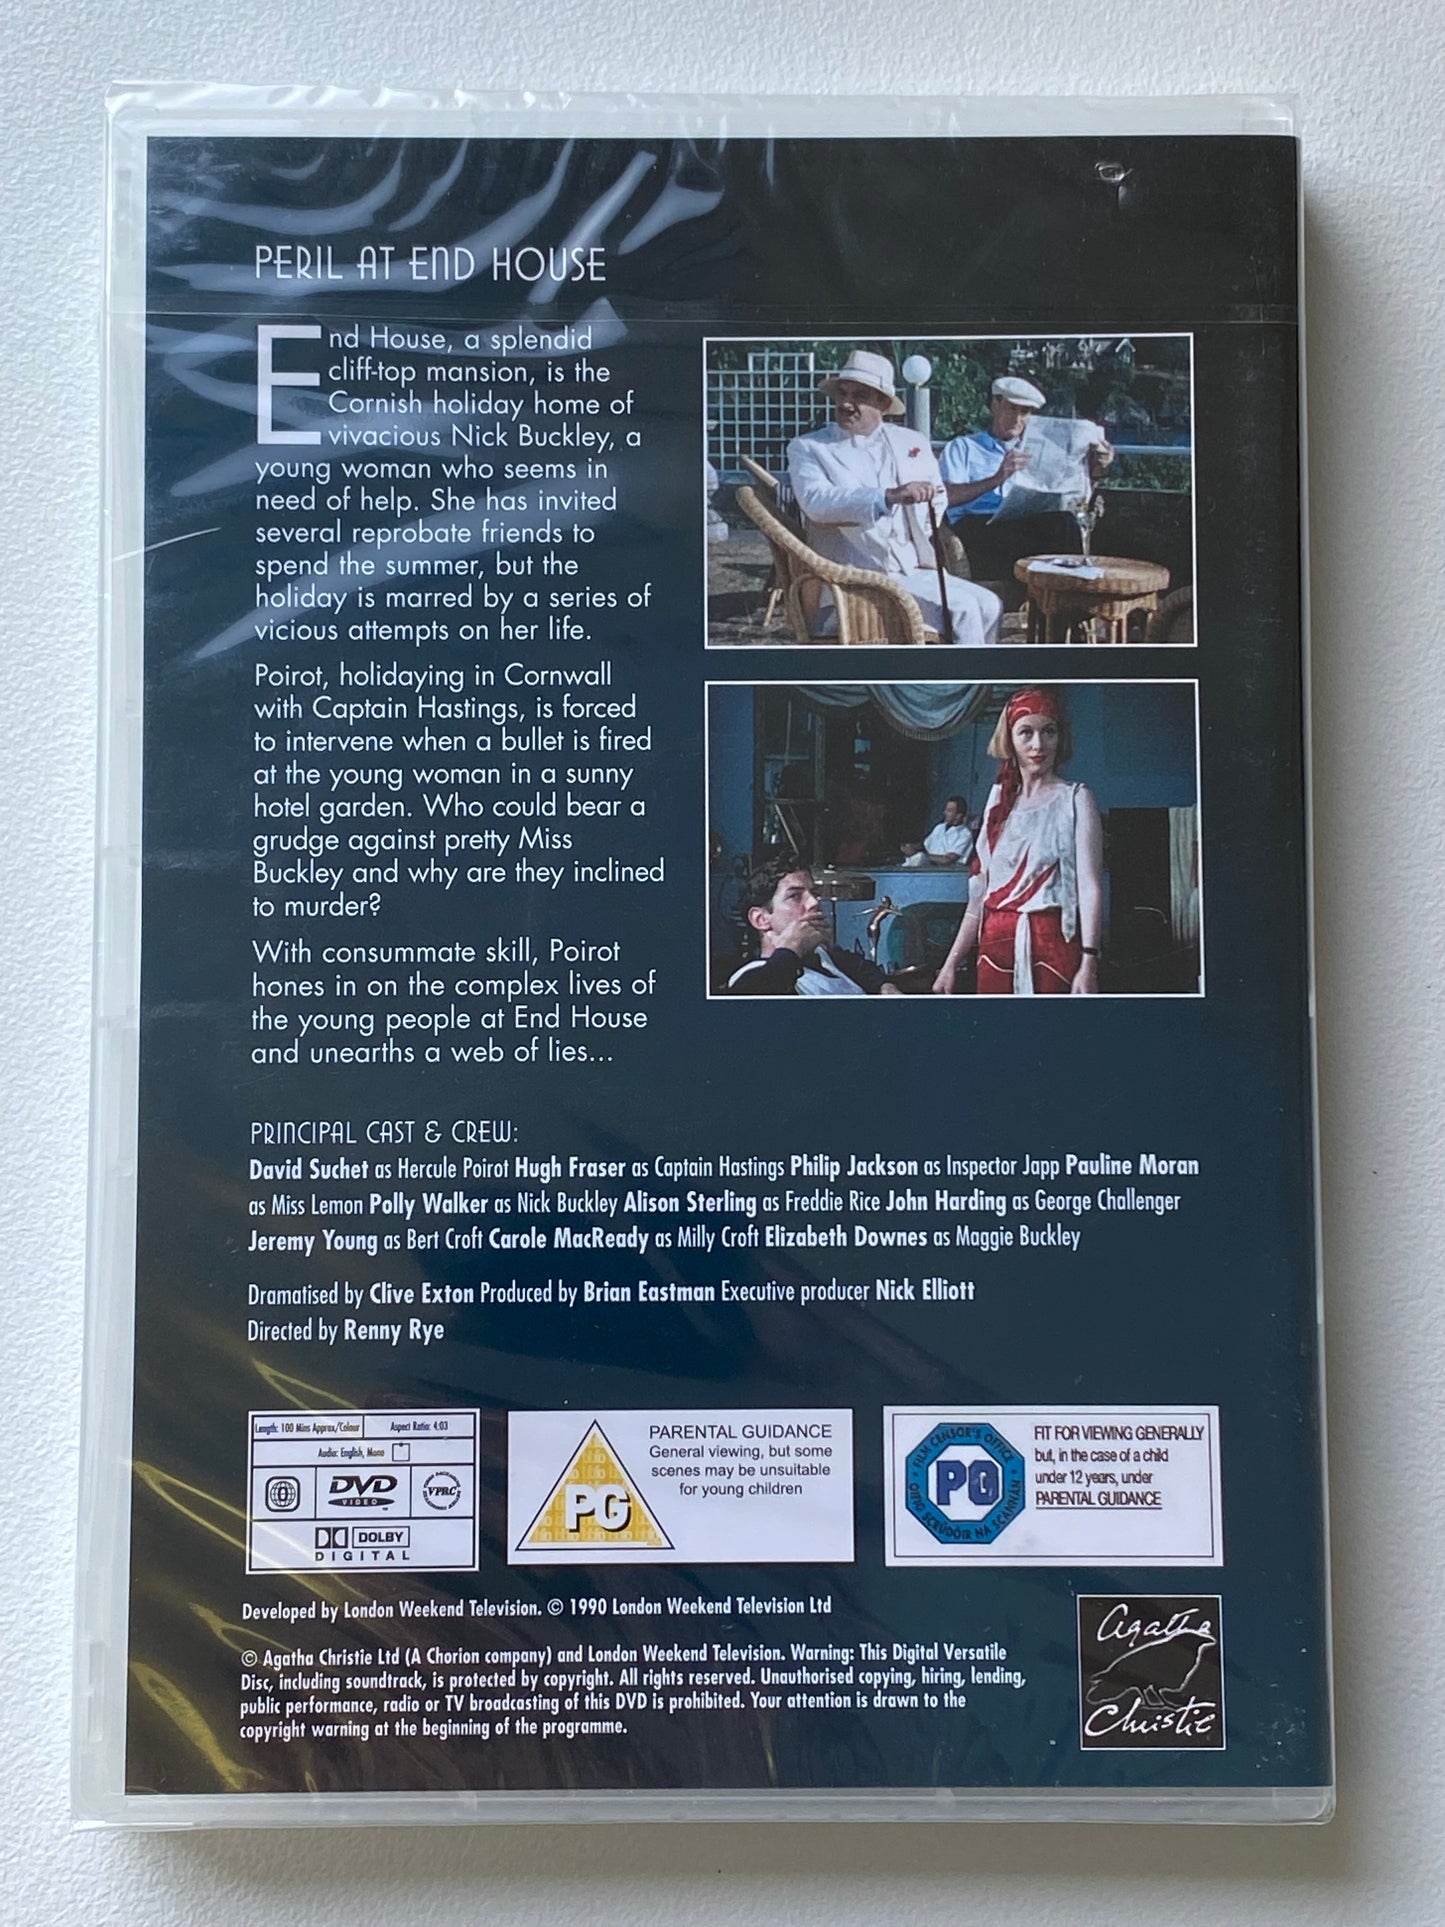 PERIL AT END HOUSE
End House, a splendid
cliff-top mansion, is the
Cornish holiday home of
vivacious Nick Buckley, a
young woman who seems in
need of help. She has invited
several reprobate friends to
spend the summer, but the
holiday is marred by a series of
vicious attempts on her life.
Poirot, holidaying in Cornwall
with Captain Hastings, is forced
to intervene when a bullet is fired
at the young woman in a sunny
hotel garden. Who could bear a
grudge against pretty Miss
Buckley and why are they inclined
to murder?
With consummate skill, Poirot
hones in on the complex lives of
the young people at End House
and unearths a web of lies...
PRINCIPAL CAST & CREW:
David Suchet as Hercule Poirot Hugh Fraser as Captain Hastings Philip Jackson as Inspector Japp Pauline Moran
as Miss Lemon Polly Walker as Nick Buckley Alison Sterling as Freddie Rice John Harding as George Challenger
Jeremy Young as Bert Croft Carole MacReady as Milly Croft Elizabeth Downes as Maggie Buckley
Dramatised by Clive Exton Produced by Brian Eastman Executive producer Nick Elliott
Directed by Renny Rye
Length: 100 Mins Approx/Colour Aspect Ratio: 4:03
Audio: English, Mono
DVD
VIDEO
VPRC
DOLBY
DIGITAL
PG
PARENTAL GUIDANCE
General viewing, but some
scenes may be unsuitable
for young children
FILM CENSOR'S OFFICE
PG
OIFIG SCRÚDÓIR NA SCANNÁN
FIT FOR VIEWING GENERALLY
but, in the case of a child
under 12 years, under
PARENTAL GUIDANCE
Developed by London Weekend Television. © 1990 London Weekend Television Ltd
© Agatha Christie Ltd (A Chorion company) and London Weekend Television. Warning: This Digital Versatile
Disc, including soundtrack, is protected by copyright. All rights reserved. Unauthorised copying, hiring, lending,
public performance, radio or TV broadcasting of this DVD is prohibited. Your attention is drawn to the
copyright warning at the beginning of the programme.
Agatha
Christie